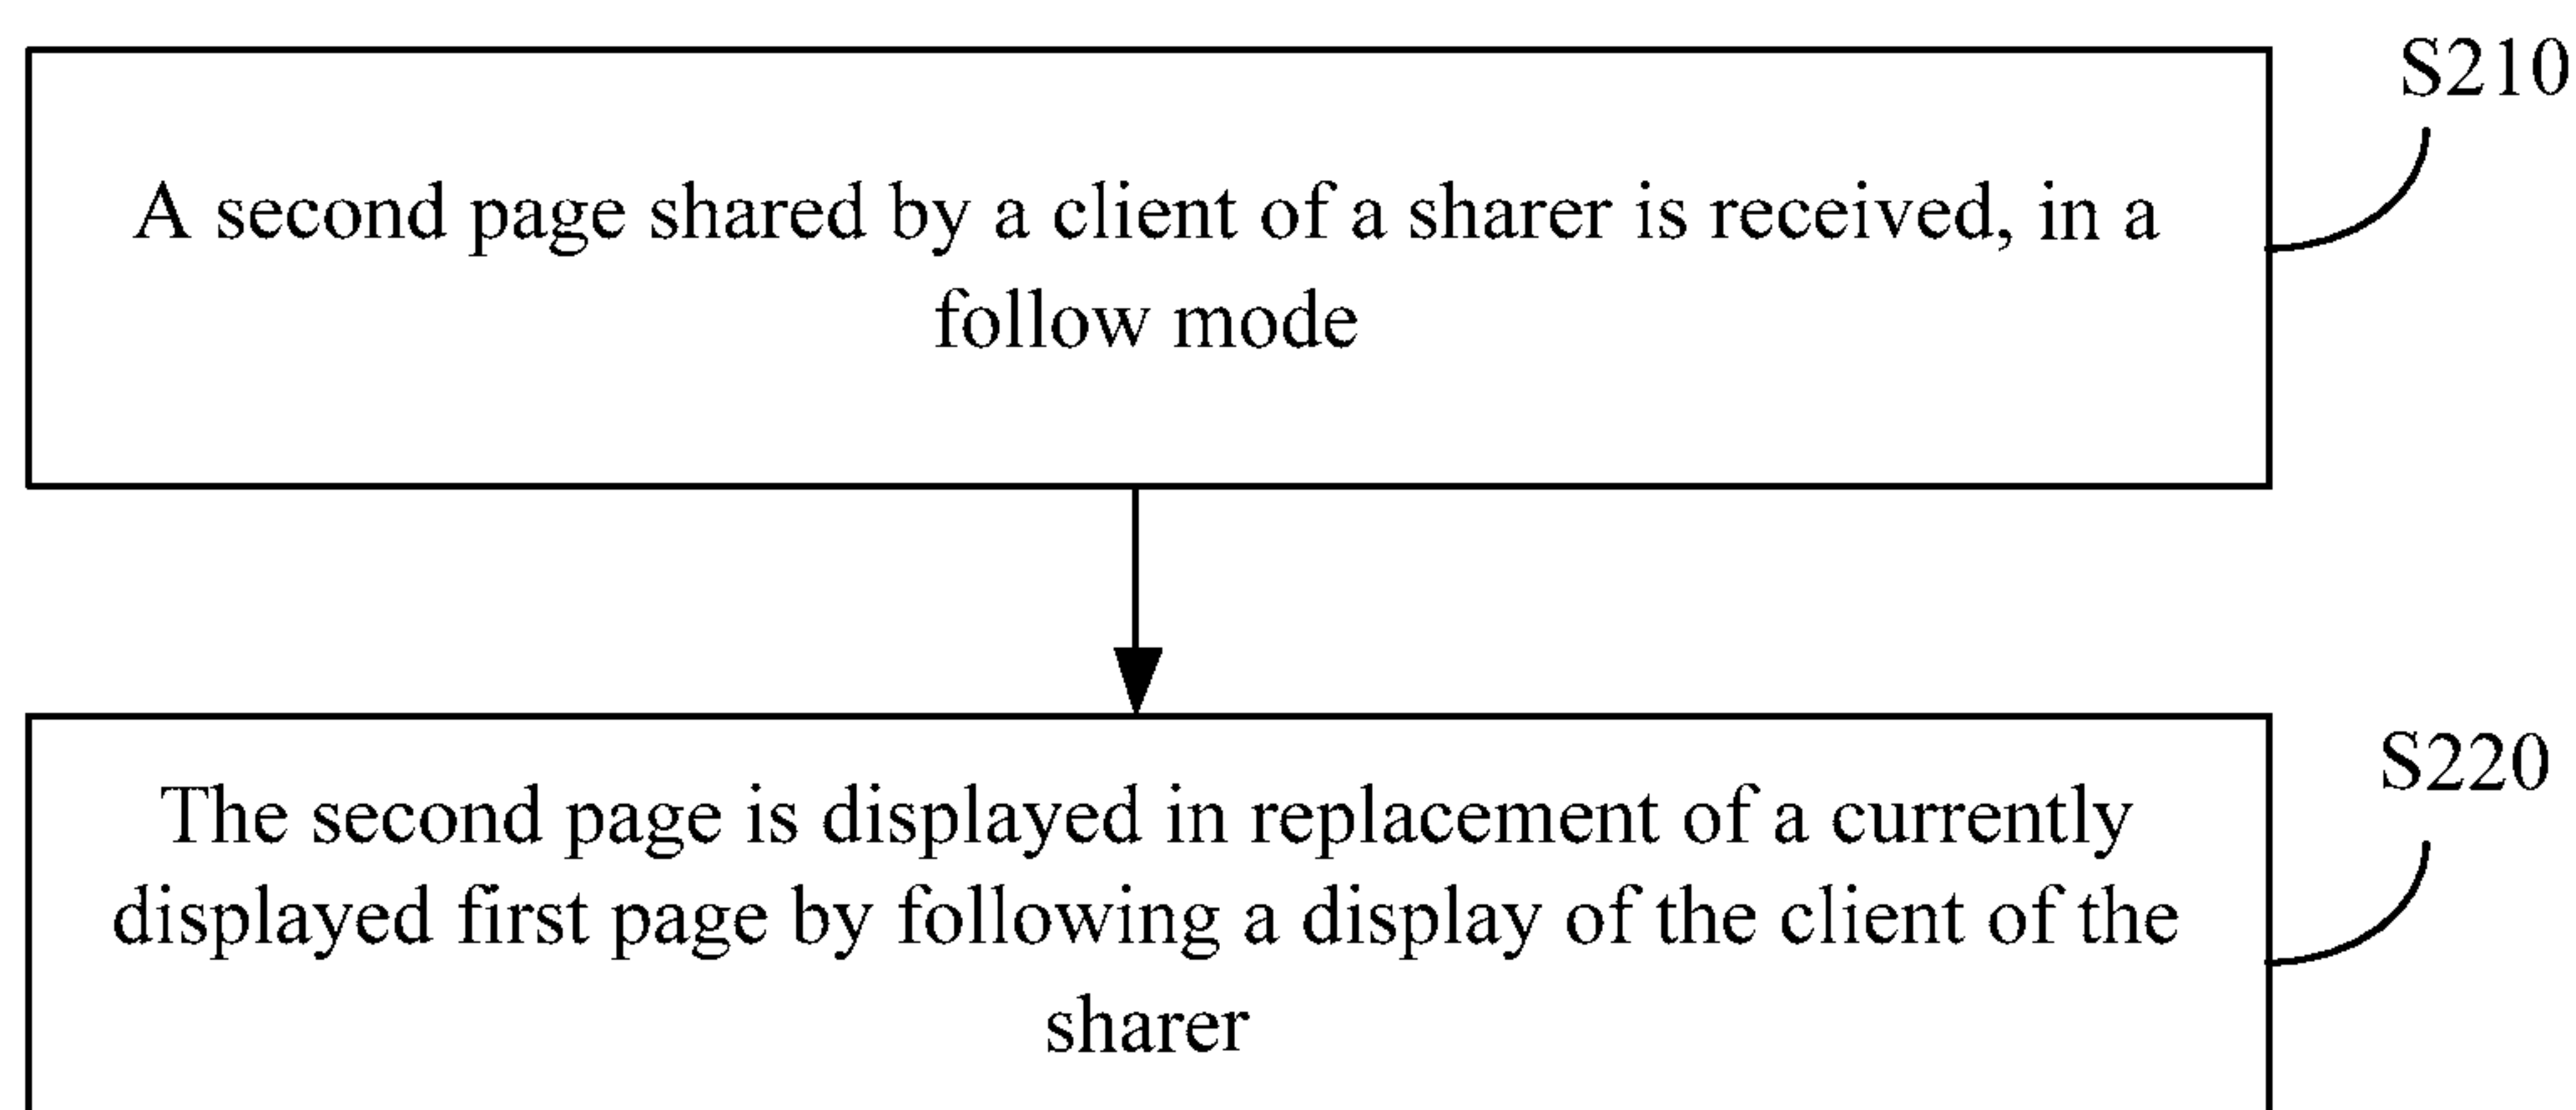 S210
A second page shared by a client of a sharer is received, in a
follow mode
S220
The second page is displayed in replacement of a currently
displayed first page by following a display of the client of the
sharer